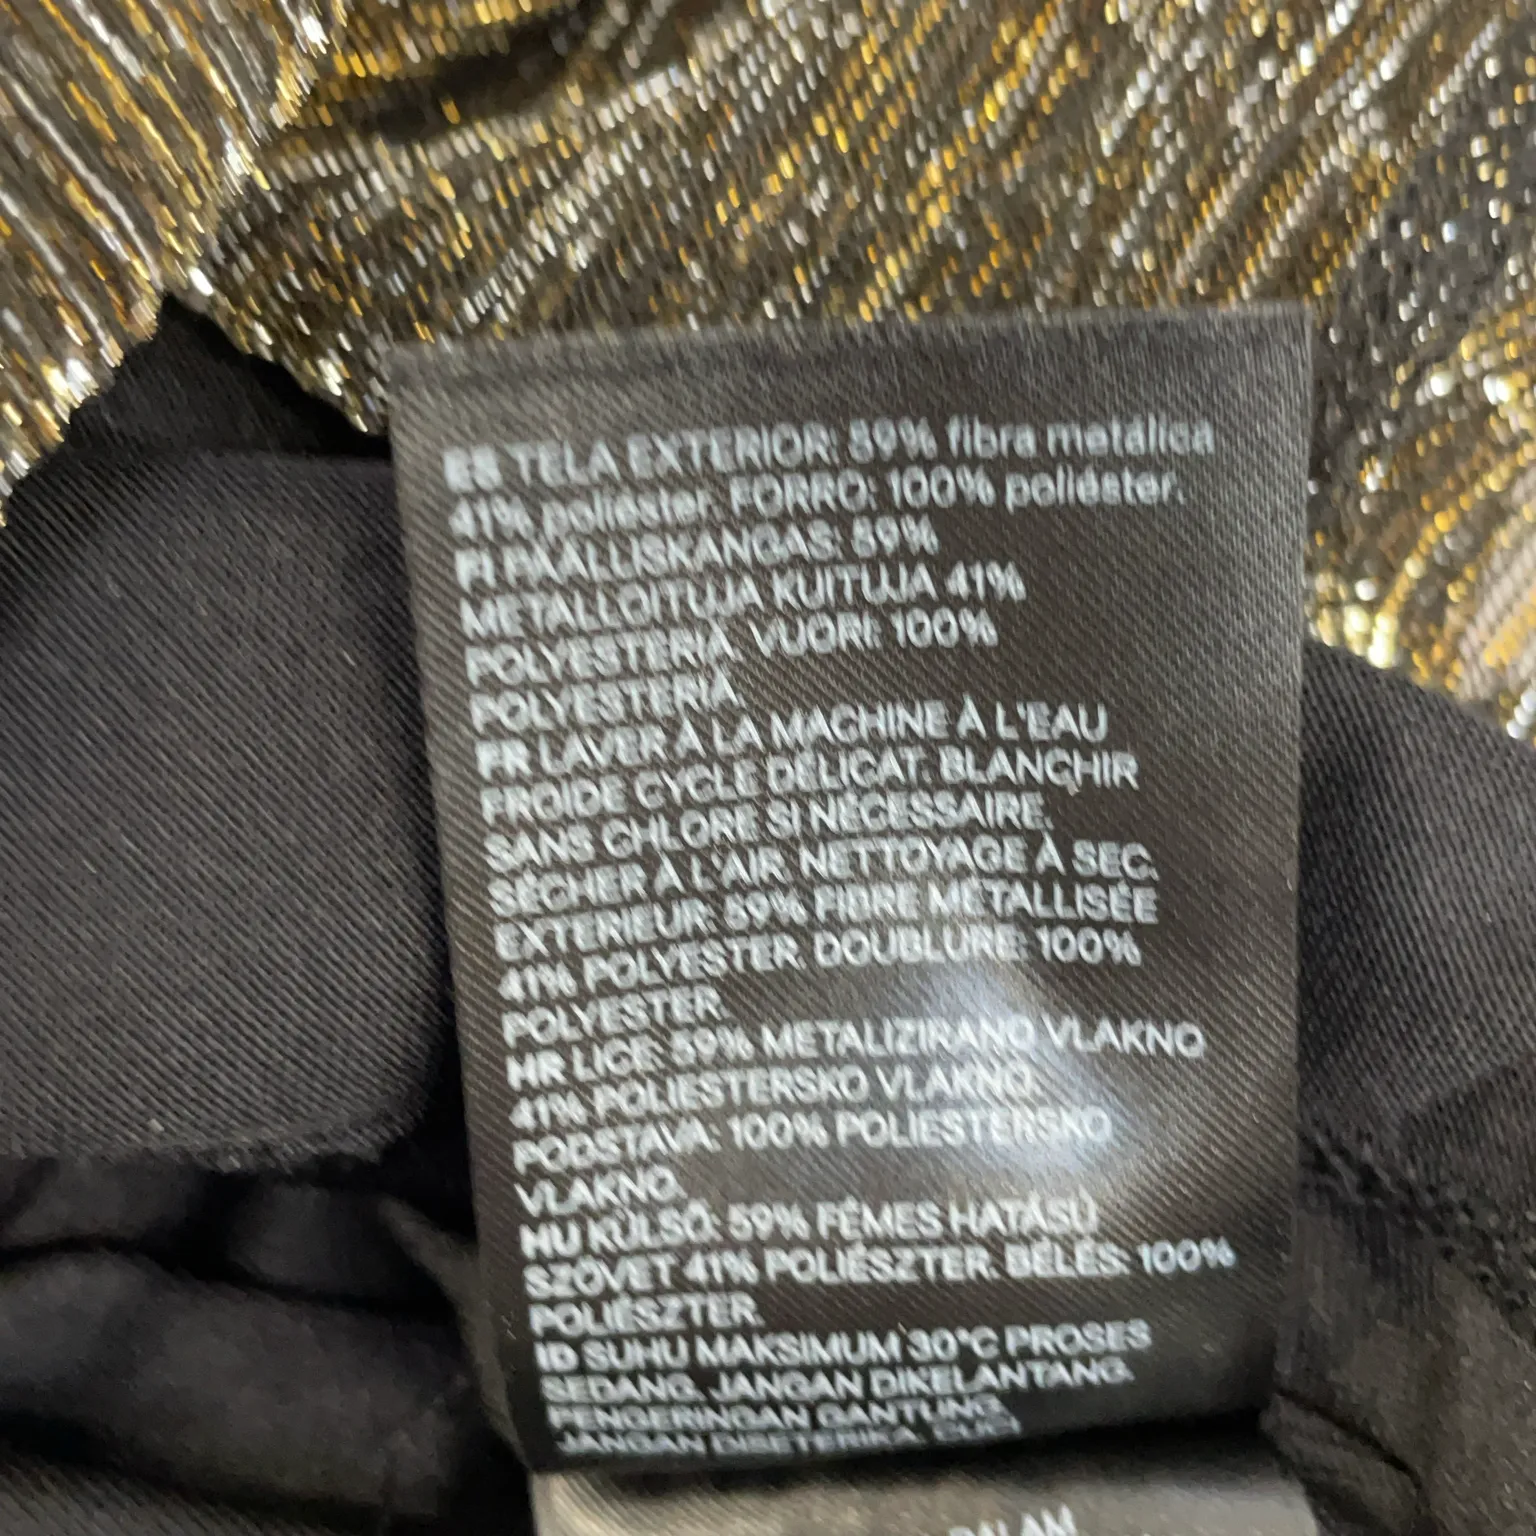 ES TELA EXTERIOR: 59% fibra metálica
41% poliéster. FORRO: 100% poliéster.
FI PÄÄLLISKANGAS: 59%
METALLOITUJA KUITUJA 41%
POLYESTERIÄ. VUORI: 100%
POLYESTERIÄ.
FR LAVER À LA MACHINE À L'EAU
FROIDE CYCLE DÉLICAT. BLANCHIR
SANS CHLORE SI NÉCESSAIRE.
SÉCHER À L'AIR. NETTOYAGE À SEC.
EXTÉRIEUR: 59% FIBRE MÉTALLISÉE
41% POLYESTER. DOUBLURE: 100%
POLYESTER.
HR LICE: 59% METALIZIRANO VLAKNO
41% POLIESTERSKO VLAKNO.
PODSTAVA: 100% POLIESTERSKO
VLAKNO.
HU KÜLSŐ: 59% FÉMES HATÁSÚ
SZÖVET 41% POLIÉSZTER. BÉLÉS: 100%
POLIÉSZTER.
ID SUHU MAKSIMUM 30°C PROSES
SEDANG. JANGAN DIKELANTANG.
PENGERINGAN GANTUNG.
JANGAN DISETERIKA. CUCI
DALAM